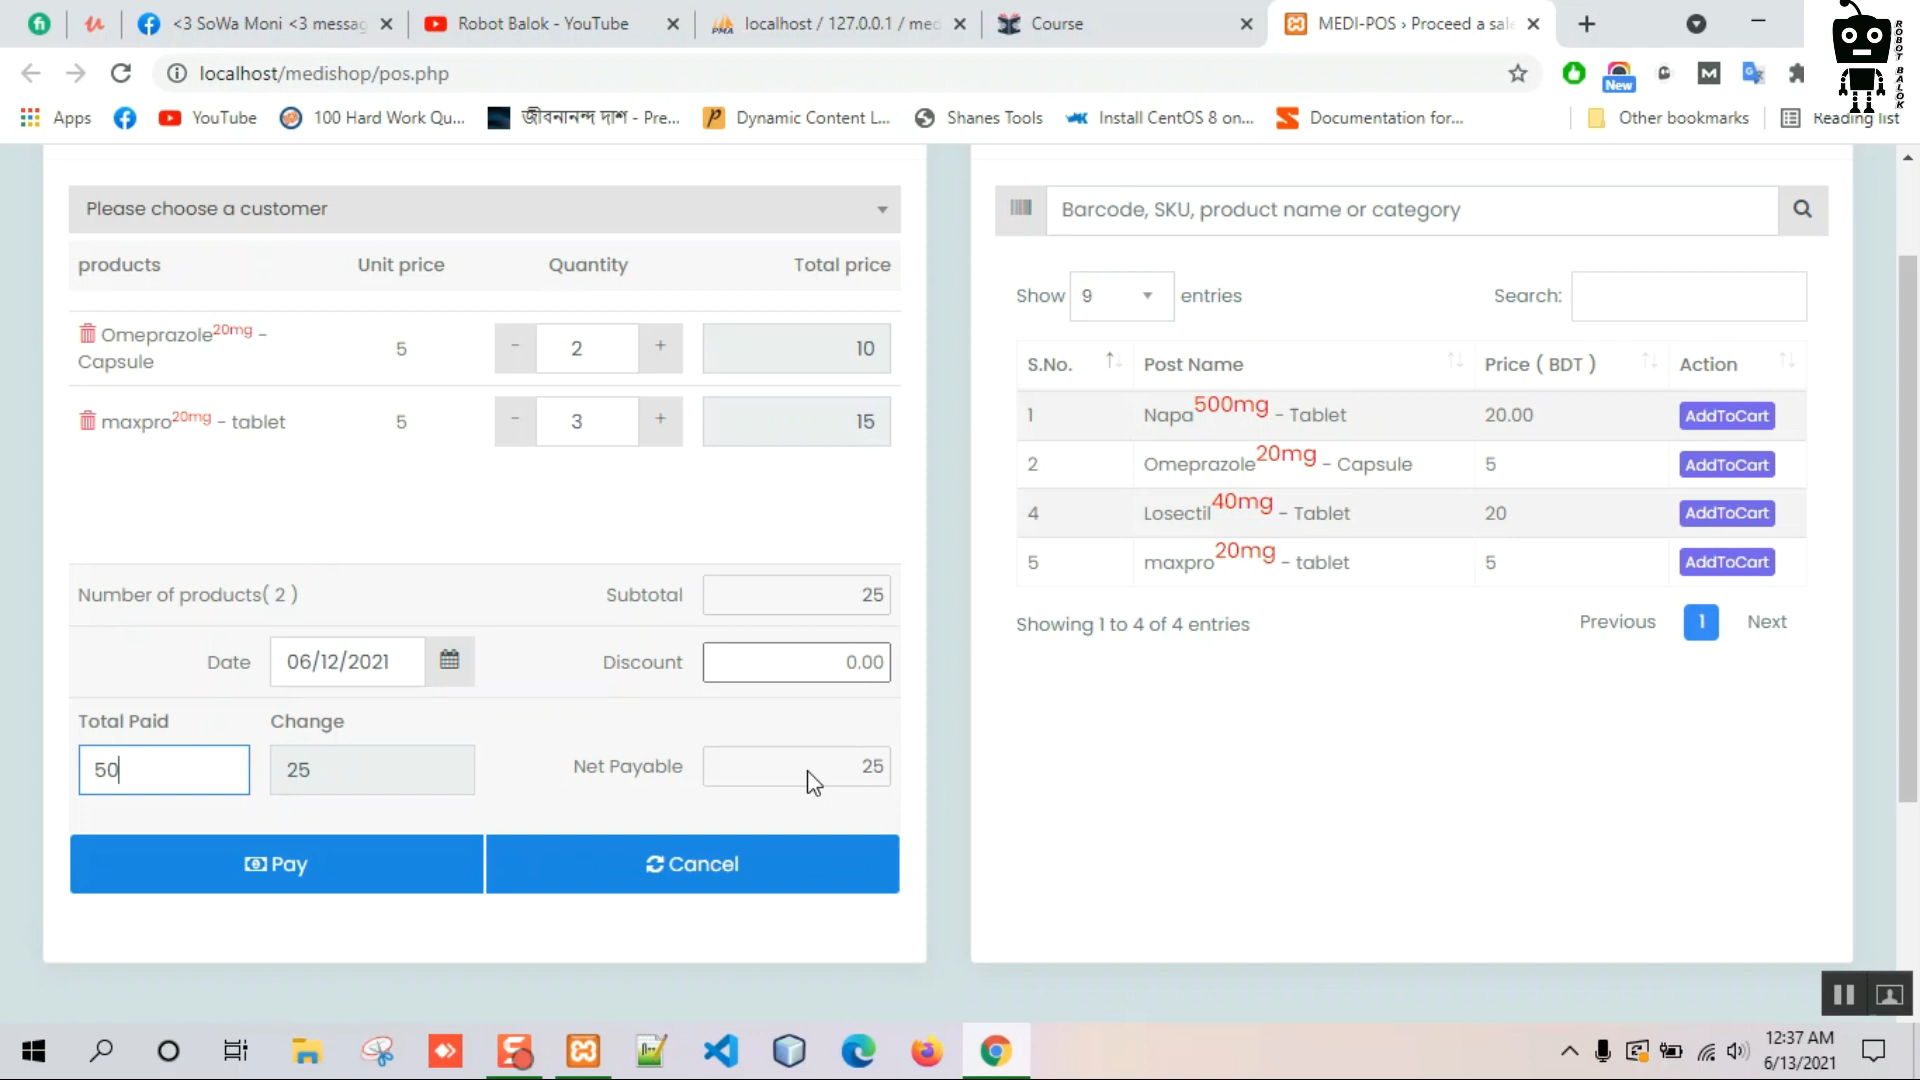 <3 SoWa Moni <3 messag
Robot Balok - YouTube
PMA
localhost / 127.0.0.1 / med
Course
MEDI-POS › Proceed a sale
localhost/medishop/pos.php
New
ROBOT BALOK
Apps
YouTube
100 Hard Work Qu...
জীবনানন্দ দাশ - Pre...
Dynamic Content L...
Shanes Tools
Install CentOS 8 on...
Documentation for...
Other bookmarks
Reading list
Please choose a customer
products Unit price Quantity Total price
Omeprazole20mg -
Capsule
5 - 2 + 10
maxpro20mg - tablet 5 - 3 + 15
Number of products( 2 ) Subtotal 25
Date 06/12/2021 Discount 0.00
Total Paid Change
50 25 Net Payable 25
Pay Cancel
Barcode, SKU, product name or category
Show 9 entries Search:
S.No. Post Name Price ( BDT ) Action
1 Napa500mg - Tablet 20.00 AddToCart
2 Omeprazole20mg - Capsule 5 AddToCart
4 Losectil40mg - Tablet 20 AddToCart
5 maxpro20mg - tablet 5 AddToCart
Showing 1 to 4 of 4 entries Previous 1 Next
12:37 AM
6/13/2021